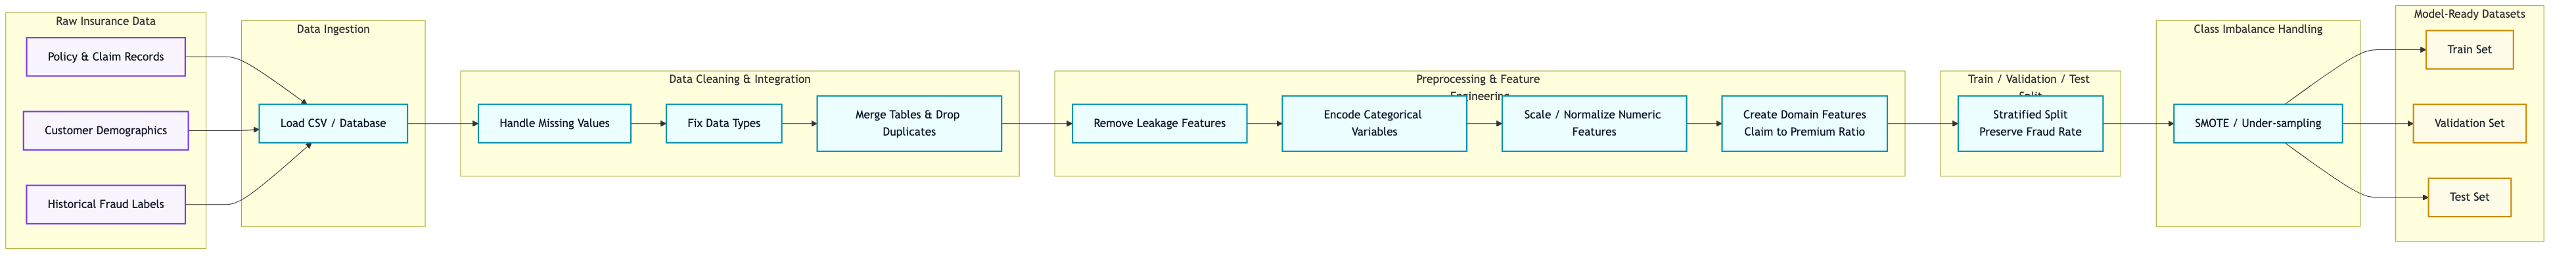 Raw Insurance Data
Policy & Claim Records
Customer Demographics
Historical Fraud Labels
Data Ingestion
Load CSV / Database
Data Cleaning & Integration
Handle Missing Values
Fix Data Types
Merge Tables & Drop
Duplicates
Preprocessing & Feature
Engineering
Remove Leakage Features
Encode Categorical
Variables
Scale / Normalize Numeric
Features
Create Domain Features
Claim to Premium Ratio
Train / Validation / Test
Split
Stratified Split
Preserve Fraud Rate
Class Imbalance Handling
SMOTE / Under-sampling
Model-Ready Datasets
Train Set
Validation Set
Test Set